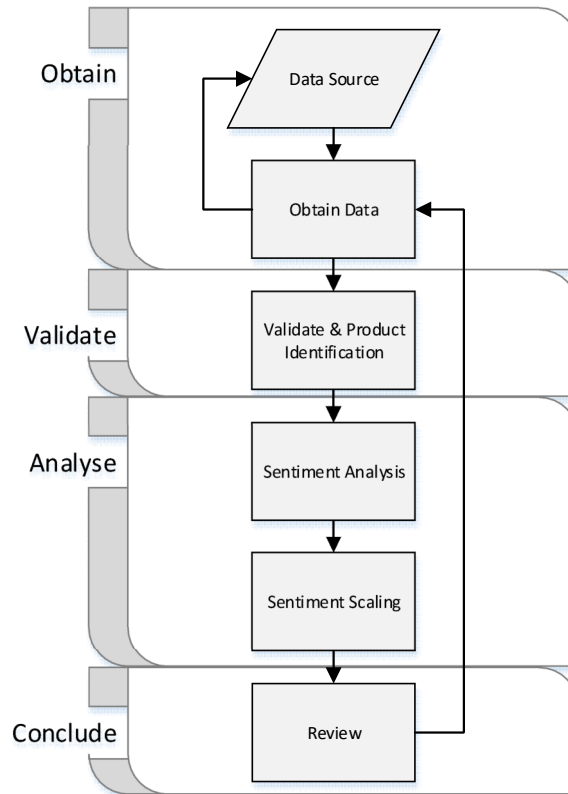 Obtain
Data Source
Obtain Data
Validate
Validate & Product
Identification
Analyse
Sentiment Analysis
Sentiment Scaling
Conclude
Review